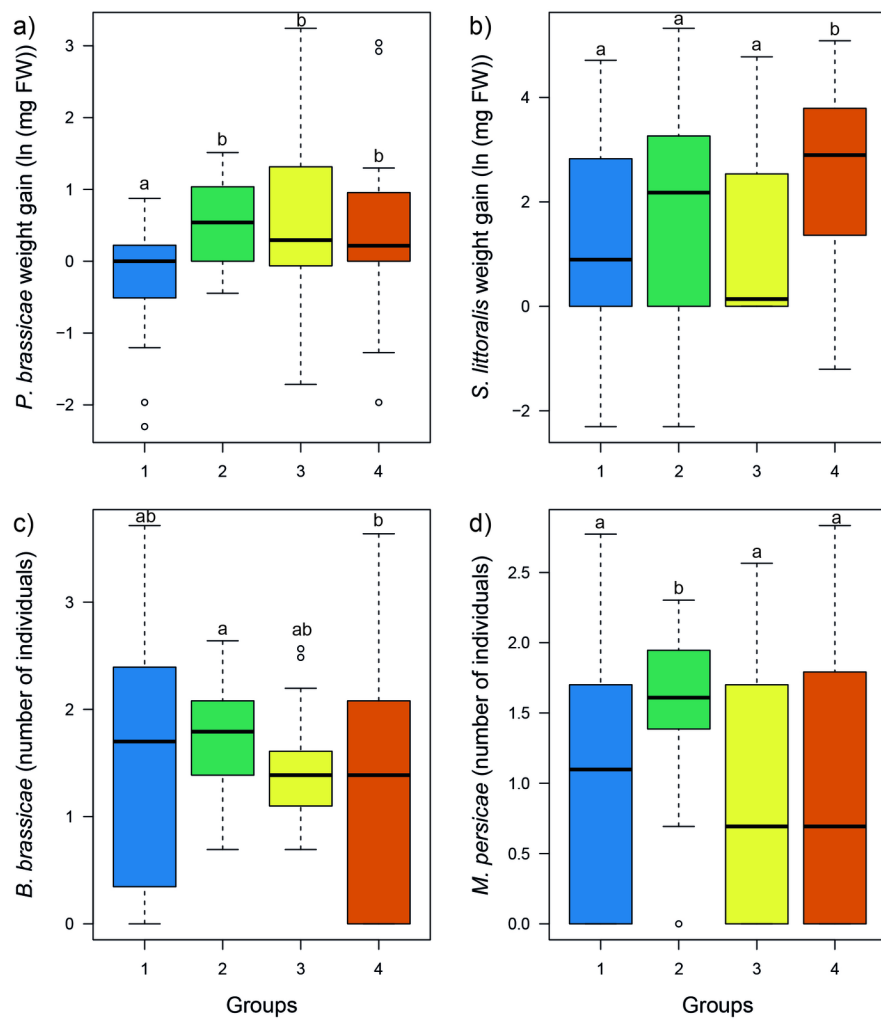 a)
P. brassicae weight gain (ln (mg FW))
3
2
1
0
−1
−2
a
b
b
b
1 2 3 4
b)
S. littoralis weight gain (ln (mg FW))
4
2
0
−2
a
a
a
b
1 2 3 4
c)
B. brassicae (number of individuals)
3
2
1
0
ab
a
ab
b
1 2 3 4
Groups
d)
M. persicae (number of individuals)
2.5
2.0
1.5
1.0
0.5
0.0
a
b
a
a
1 2 3 4
Groups